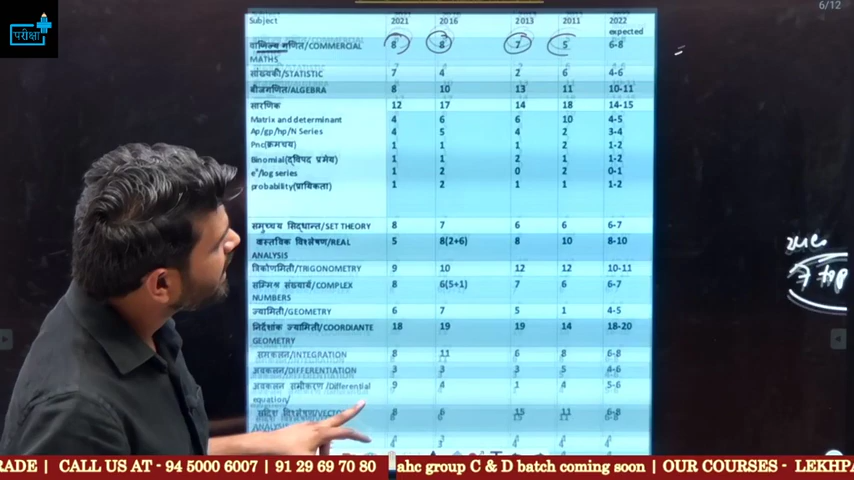 6/12
परीक्षा
Subject 2021 2016 2013 2011 2022 expected
वाणिज्य गणित/COMMERCIAL MATHS 8 8 7 5 6-8
सांख्यकी/STATISTIC 7 4 2 6 4-6
बीजगणित/ALGEBRA 8 10 13 11 10-11
सारणिक 12 17 14 18 14-15
Matrix and determinant 4 6 6 10 4-5
Ap/gp/hp/N Series 4 5 4 2 3-4
Pnc(क्रमचय) 1 1 1 2 1-2
Binomial(द्विपद प्रमेय) 1 1 2 1 1-2
eˣ/log series 1 2 0 2 0-1
probability(प्रायिकता) 1 2 1 1 1-2
समुच्चय सिद्धान्त/SET THEORY 8 7 6 6 6-7
वास्तविक विश्लेषण/REAL ANALYSIS 5 8(2+6) 8 10 8-10
त्रिकोणमिती/TRIGONOMETRY 9 10 12 12 10-11
सम्मिश्र संख्यायें/COMPLEX NUMBERS 8 6(5+1) 7 6 6-7
ज्यामिती/GEOMETRY 6 7 5 1 4-5
निर्देशांक ज्यामिती/COORDIANTE GEOMETRY 18 19 19 14 18-20
समाकलन/INTEGRATION 8 11 6 8 6-8
अवकलन/DIFFERENTIATION 3 3 3 5 4-6
अवकलन समीकरण/Differential equation/ 9 4 1 4 5-6
सदिश विश्लेषण/VECTOR ANALYSIS 8 6 15 11 6-8
RADE | CALL US AT - 94 5000 6007 | 91 29 69 70 80 ahc group C & D batch coming soon | OUR COURSES - LEKHPA